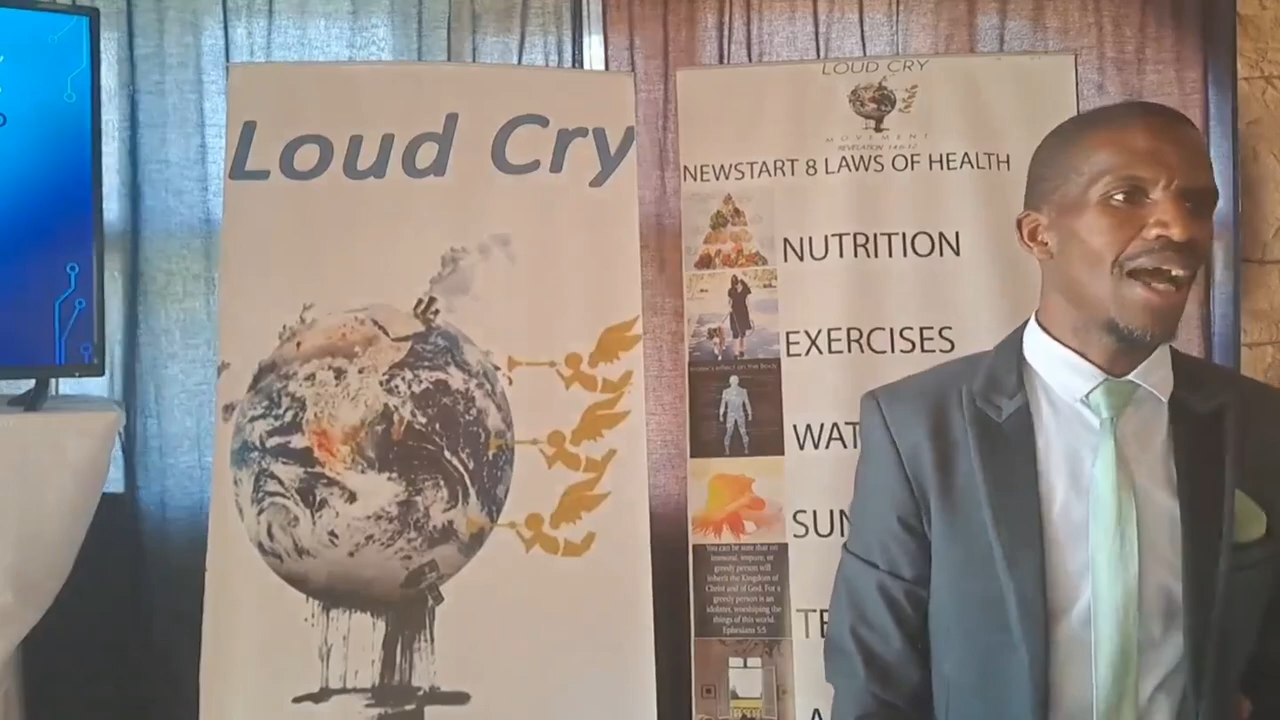 Loud Cry
LOUD CRY
MOVEMENT
REVELATION 14:6-12
NEWSTART 8 LAWS OF HEALTH
NUTRITION
EXERCISES
WAT
SUN
TE
A
You can be sure that no
immoral, impure, or
greedy person will
inherit the Kingdom of
Christ and of God. For a
greedy person is an
idolater, worshiping the
things of this world.
Ephesians 5:5